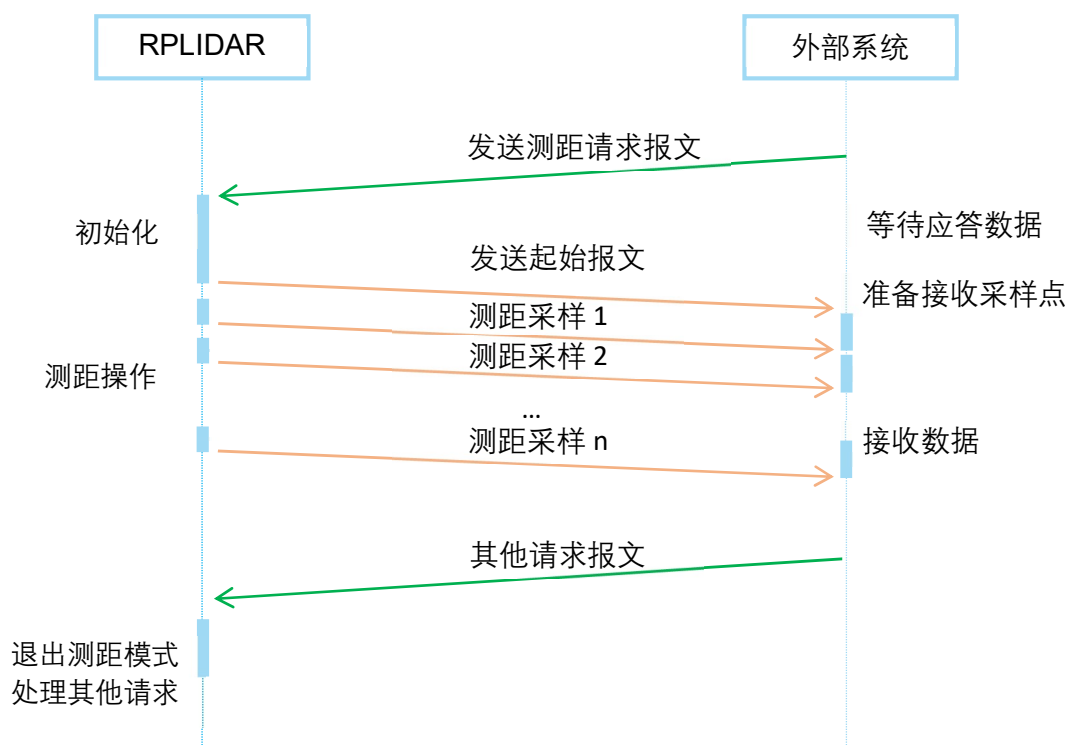 RPLIDAR
外部系统
发送测距请求报文
初始化
等待应答数据
发送起始报文
准备接收采样点
测距采样 1
测距采样 2
测距操作
...
测距采样 n
接收数据
其他请求报文
退出测距模式
处理其他请求